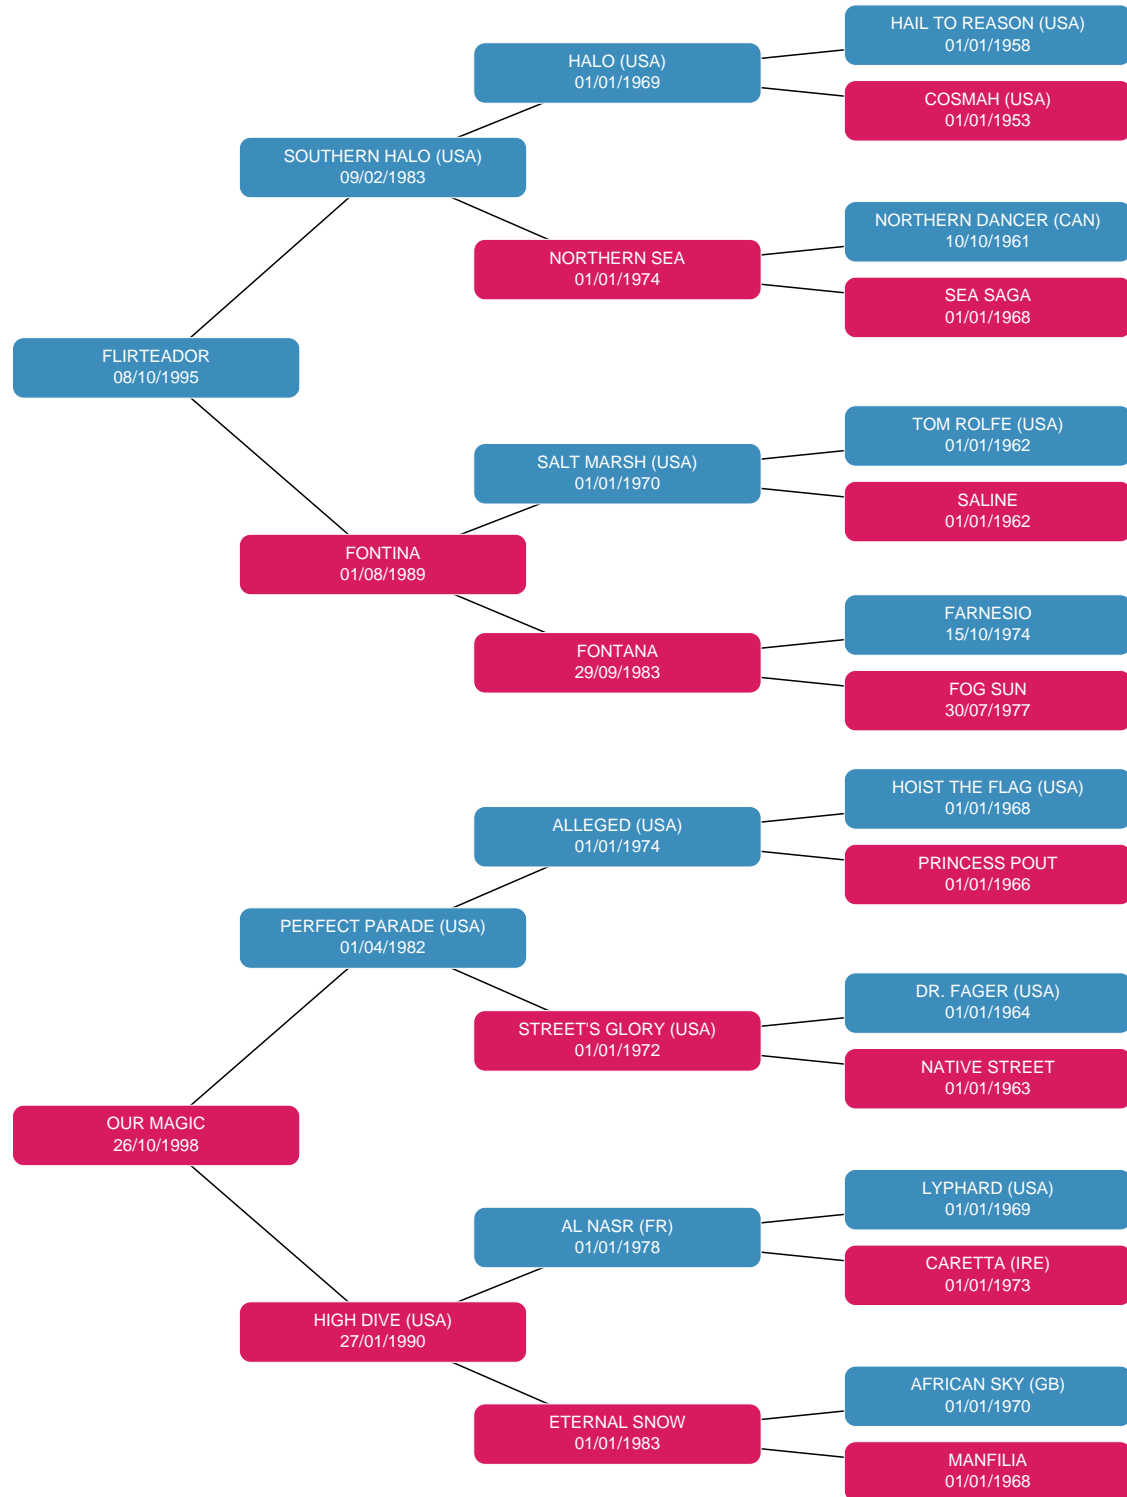 HAIL TO REASON (USA)
01/01/1958
HALO (USA)
01/01/1969
COSMAH (USA)
01/01/1953
SOUTHERN HALO (USA)
09/02/1983
NORTHERN DANCER (CAN)
10/10/1961
NORTHERN SEA
01/01/1974
SEA SAGA
01/01/1968
FLIRTEADOR
08/10/1995
TOM ROLFE (USA)
01/01/1962
SALT MARSH (USA)
01/01/1970
SALINE
01/01/1962
FONTINA
01/08/1989
FARNESIO
15/10/1974
FONTANA
29/09/1983
FOG SUN
30/07/1977
HOIST THE FLAG (USA)
01/01/1968
ALLEGED (USA)
01/01/1974
PRINCESS POUT
01/01/1966
PERFECT PARADE (USA)
01/04/1982
DR. FAGER (USA)
01/01/1964
STREET'S GLORY (USA)
01/01/1972
NATIVE STREET
01/01/1963
OUR MAGIC
26/10/1998
LYPHARD (USA)
01/01/1969
AL NASR (FR)
01/01/1978
CARETTA (IRE)
01/01/1973
HIGH DIVE (USA)
27/01/1990
AFRICAN SKY (GB)
01/01/1970
ETERNAL SNOW
01/01/1983
MANFILIA
01/01/1968